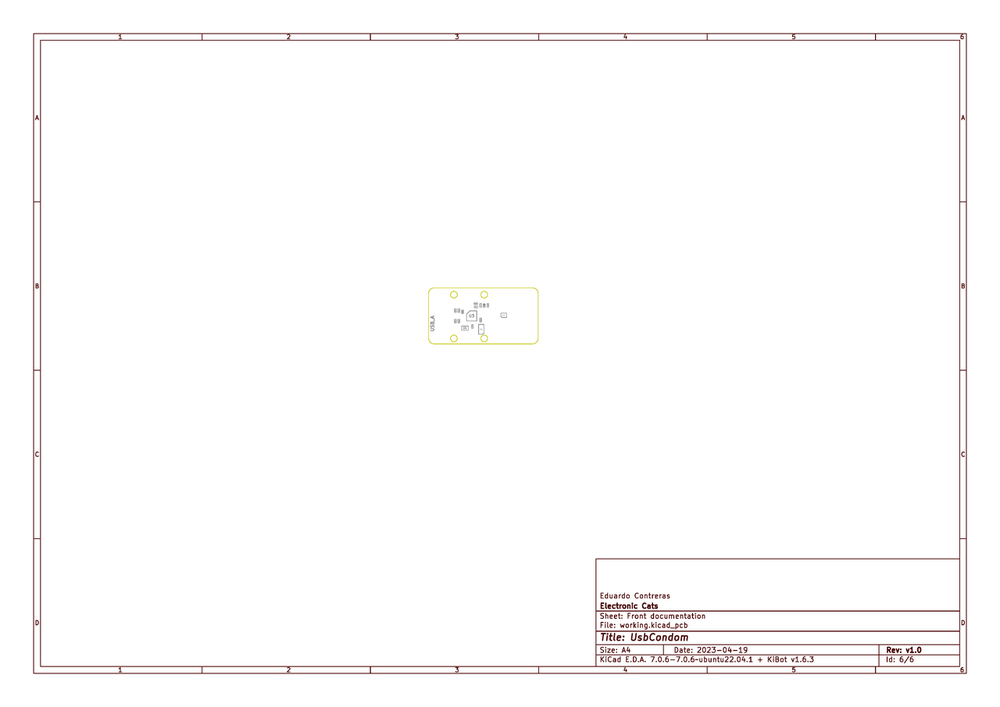 1 2 3 4 5 6
A A
B B
USB_A
U3
C C
Eduardo Contreras
Electronic Cats
Sheet: Front documentation
File: working.kicad_pcb
Title: UsbCondom
Size: A4 Date: 2023-04-19 Rev: v1.0
KiCad E.D.A. 7.0.6-7.0.6~ubuntu22.04.1 + KiBot v1.6.3 Id: 6/6
D D
1 2 3 4 5 6